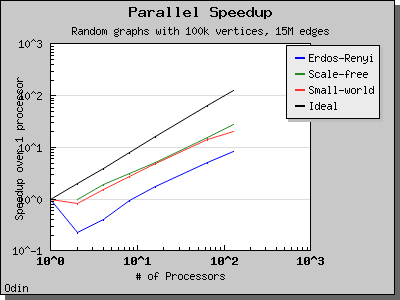 Parallel Speedup
Random graphs with 100k vertices, 15M edges
Erdos-Renyi
Scale-free
Small-world
Ideal
Speedup over 1 processor
10^3
10^2
10^1
10^0
10^-1
10^0
10^1
10^2
10^3
# of Processors
Odin